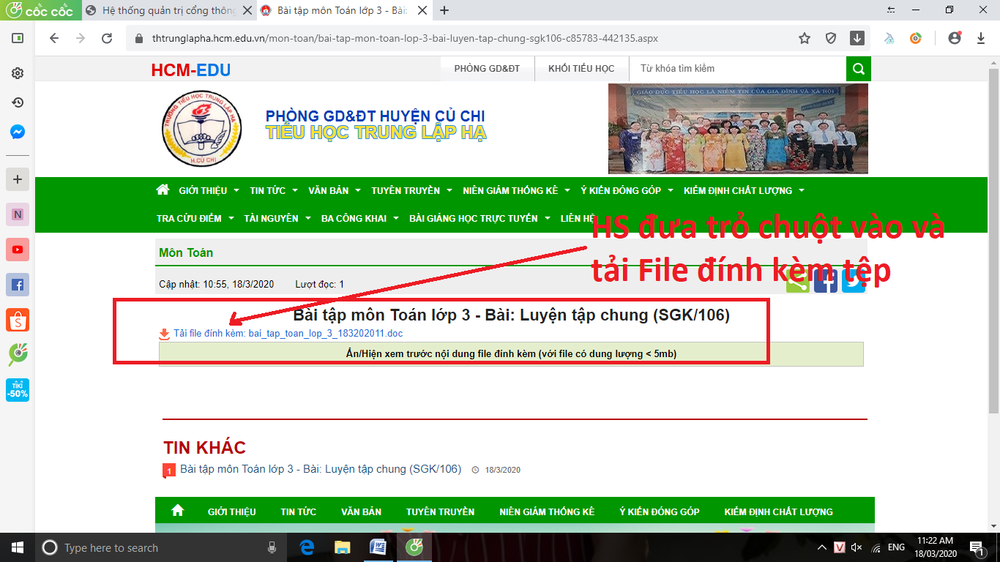 cốc cốc
Hệ thống quản trị cổng thông
Bài tập môn Toán lớp 3 - Bài:
thtrunglapha.hcm.edu.vn/mon-toan/bai-tap-mon-toan-lop-3-bai-luyen-tap-chung-sgk106-c85783-442135.aspx
HCM-EDU
PHÒNG GD&ĐT
KHỐI TIỂU HỌC
Từ khóa tìm kiếm
TRƯỜNG TIỂU HỌC TRUNG LẬP HẠ
H.CỦ CHI
PHÒNG GD&ĐT HUYỆN CỦ CHI
TIỂU HỌC TRUNG LẬP HẠ
GIÁO DỤC TIỂU HỌC LÀ NIỀM TIN CỦA GIA ĐÌNH VÀ XÃ HỘI
GIỚI THIỆU TIN TỨC VĂN BẢN TUYÊN TRUYỀN NIÊN GIÁM THỐNG KÊ Ý KIẾN ĐÓNG GÓP KIỂM ĐỊNH CHẤT LƯỢNG
TRA CỨU ĐIỂM TÀI NGUYÊN BA CÔNG KHAI BÀI GIẢNG HỌC TRỰC TUYẾN LIÊN HỆ
HS đưa trỏ chuột vào và
tải File đính kèm tệp
Môn Toán
Cập nhật: 10:55, 18/3/2020 Lượt đọc: 1
Bài tập môn Toán lớp 3 - Bài: Luyện tập chung (SGK/106)
Tải file đính kèm: bai_tap_toan_lop_3_183202011.doc
Ẩn/Hiện xem trước nội dung file đính kèm (với file có dung lượng < 5mb)
N
TIKI
-50%
TIN KHÁC
1 Bài tập môn Toán lớp 3 - Bài: Luyện tập chung (SGK/106) 18/3/2020
GIỚI THIỆU TIN TỨC VĂN BẢN TUYÊN TRUYỀN NIÊN GIÁM THỐNG KÊ Ý KIẾN ĐÓNG GÓP KIỂM ĐỊNH CHẤT LƯỢNG
Type here to search
V
ENG
11:22 AM
18/03/2020
1